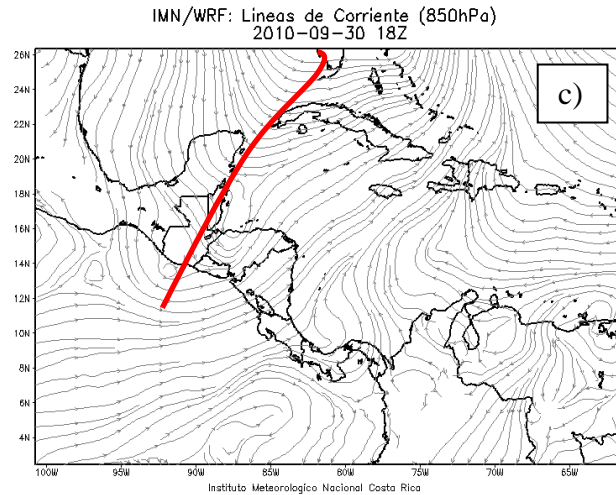 IMN/WRF: Lineas de Corriente (850hPa)
2010-09-30 18Z
c)
26N
24N
22N
20N
18N
16N
14N
12N
10N
8N
6N
4N
100W 95W 90W 85W 80W 75W 70W 65W
Instituto Meteorologico Nacional Costa Rica